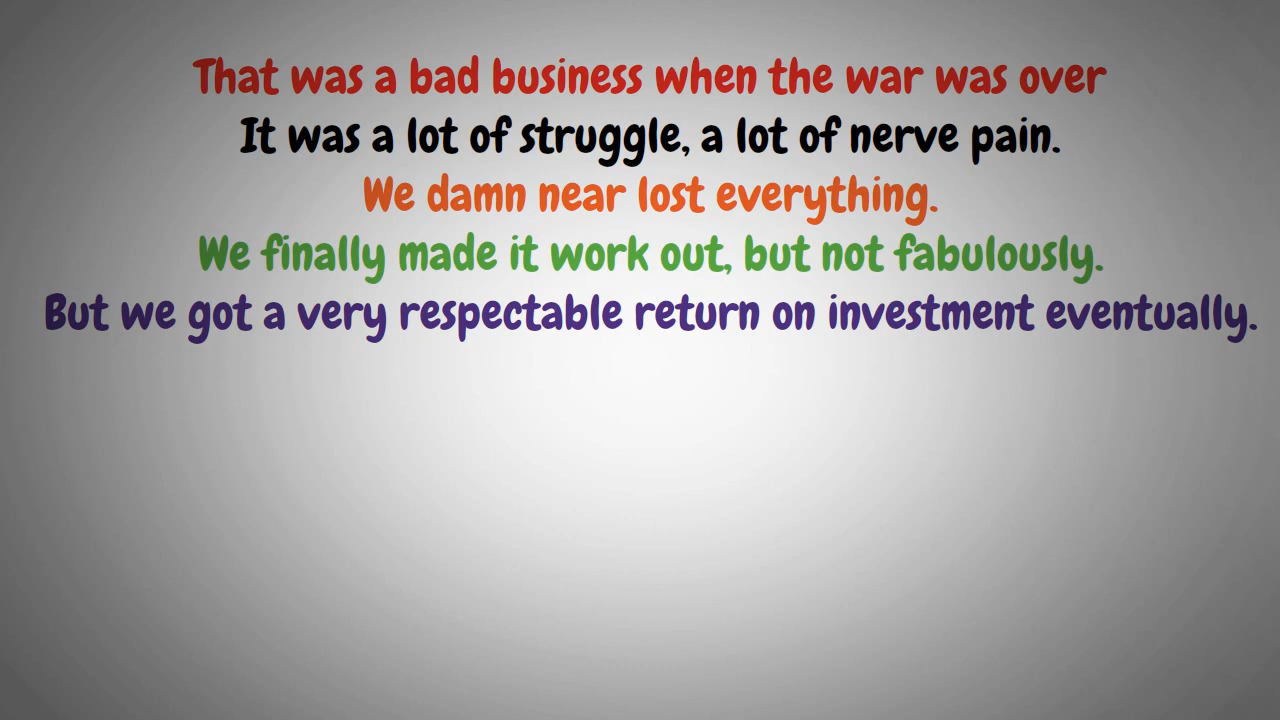 That was a bad business when the war was over
It was a lot of struggle, a lot of nerve pain.
We damn near lost everything.
We finally made it work out, but not fabulously.
But we got a very respectable return on investment eventually.